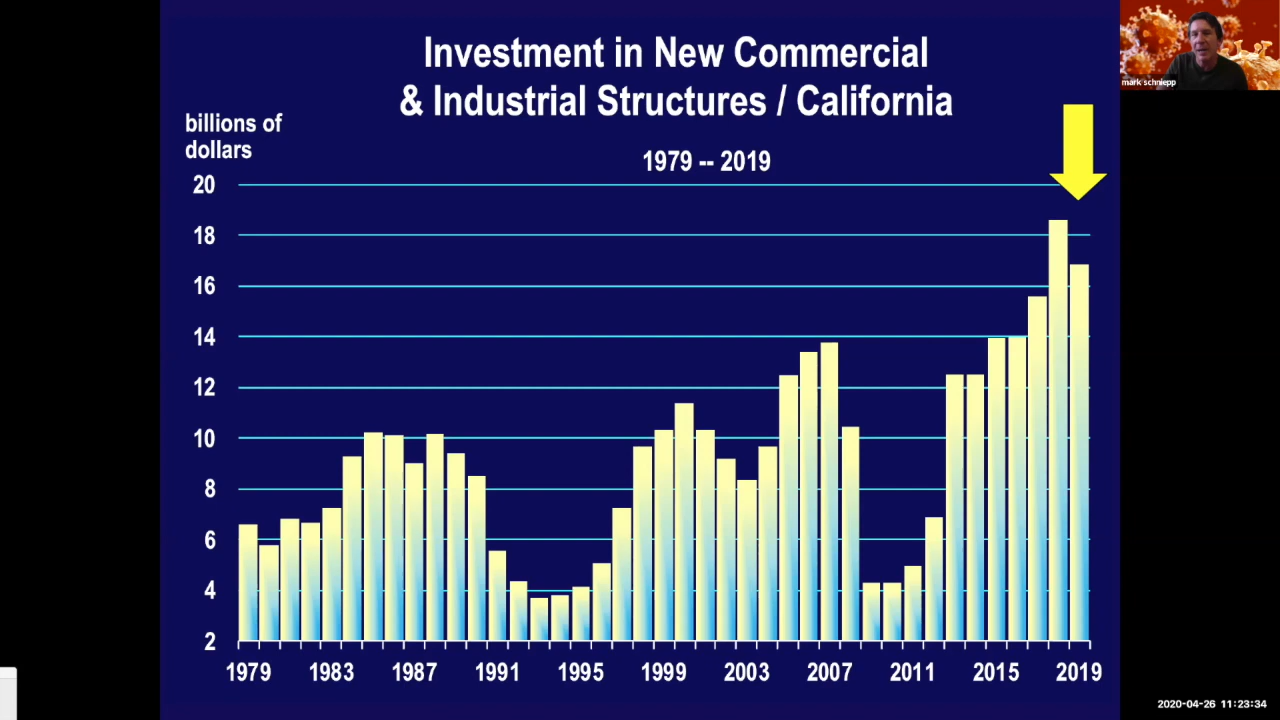 Investment in New Commercial
& Industrial Structures / California
billions of
dollars
1979 -- 2019
20
18
16
14
12
10
8
6
4
2
1979 1983 1987 1991 1995 1999 2003 2007 2011 2015 2019
mark schniepp
2020-04-26 11:23:34